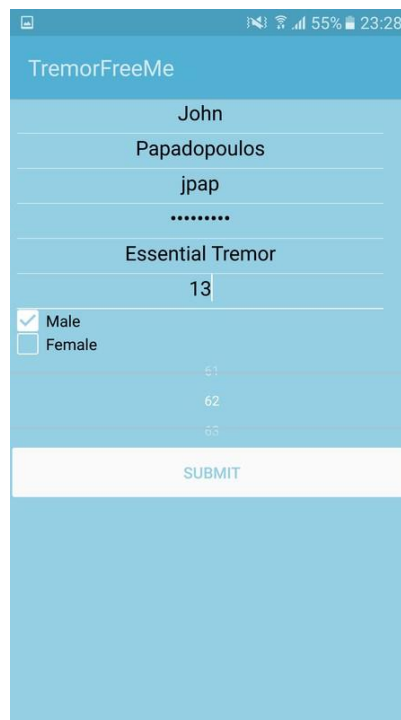 55% 23:28
TremorFreeMe
John
Papadopoulos
jpap
•••••••••
Essential Tremor
13
Male
Female
61
62
63
SUBMIT